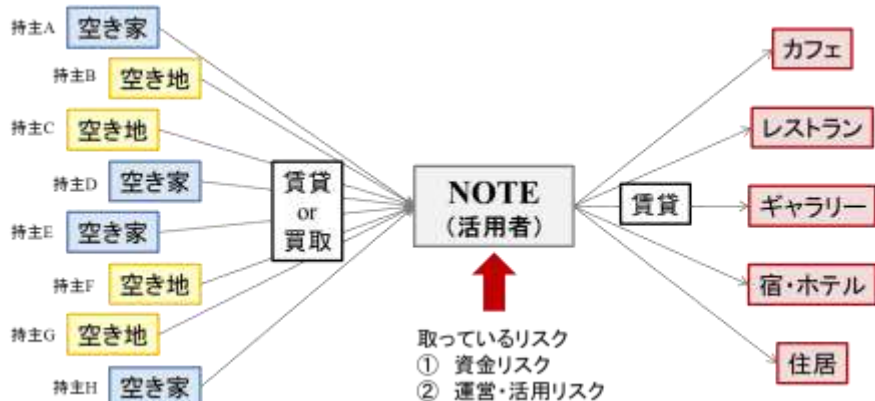 持主A 空き家
持主B 空き地
持主C 空き地
持主D 空き家
持主E 空き家
持主F 空き地
持主G 空き地
持主H 空き家
賃貸
or
買取
NOTE
(活用者)
取っているリスク
① 資金リスク
② 運営・活用リスク
賃貸
カフェ
レストラン
ギャラリー
宿・ホテル
住居